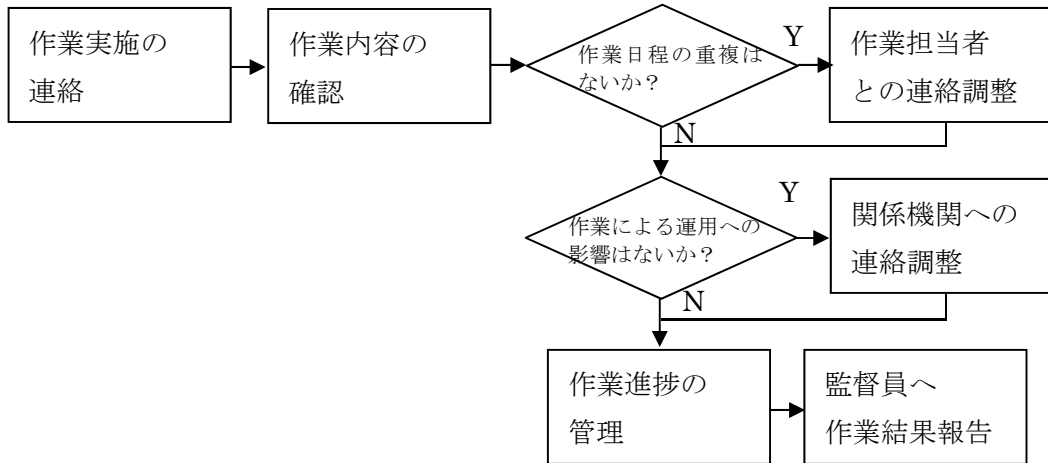 作業実施の
連絡
作業内容の
確認
作業日程の重複は
ないか？
Y
作業担当者
との連絡調整
N
作業による運用への
影響はないか？
Y
関係機関への
連絡調整
N
作業進捗の
管理
監督員へ
作業結果報告